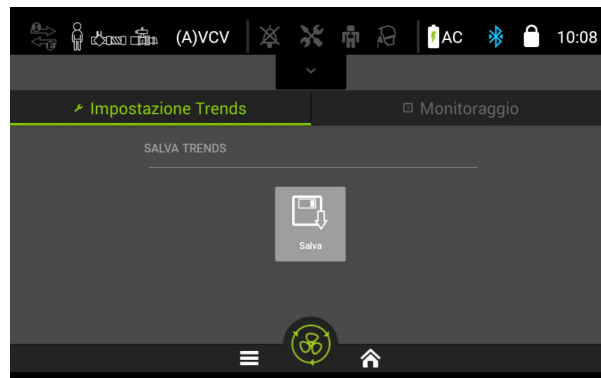 (A)VCV AC 10:08
Impostazione Trends Monitoraggio
SALVA TRENDS
Salva